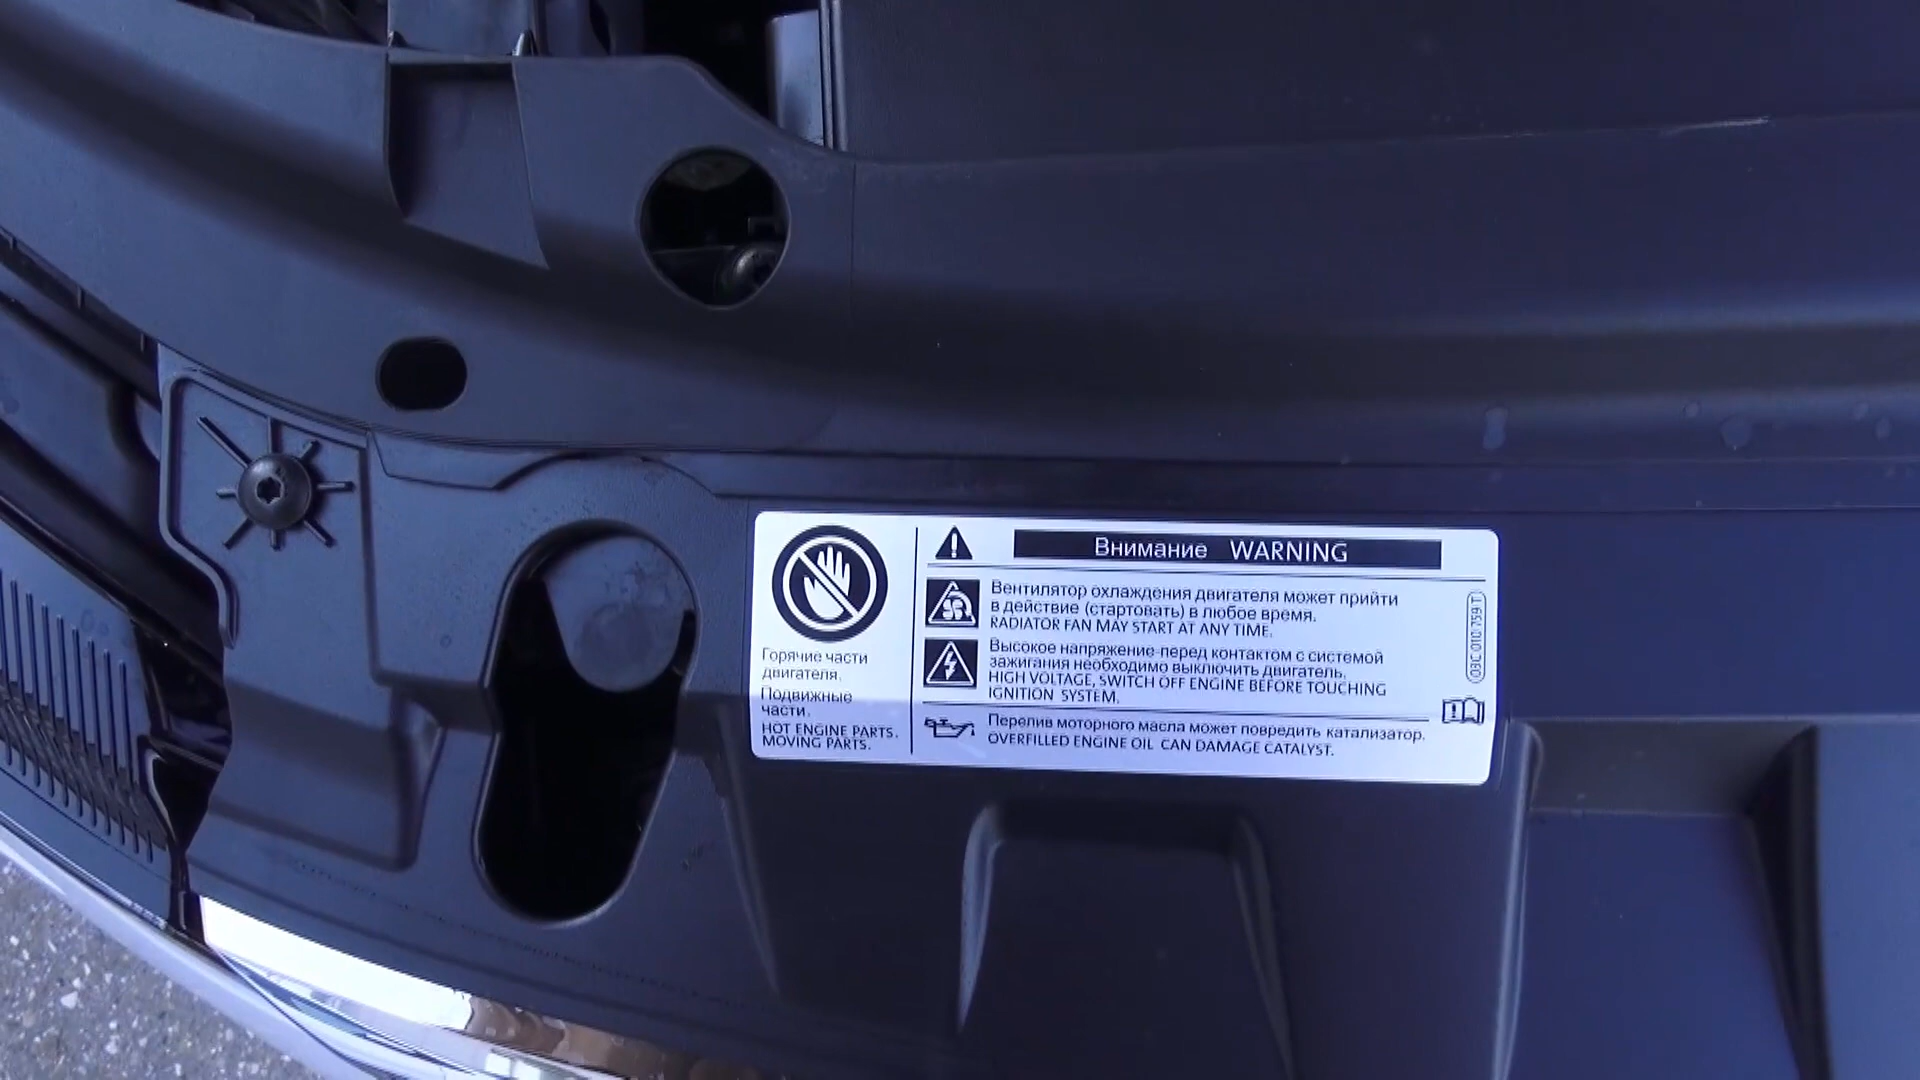 Горячие части
двигателя.
Подвижные
части.
HOT ENGINE PARTS.
MOVING PARTS.
Внимание WARNING
Вентилятор охлаждения двигателя может прийти
в действие (стартовать) в любое время.
RADIATOR FAN MAY START AT ANY TIME.
Высокое напряжение-перед контактом с системой
зажигания необходимо выключить двигатель.
HIGH VOLTAGE, SWITCH OFF ENGINE BEFORE TOUCHING
IGNITION SYSTEM.
Перелив моторного масла может повредить катализатор.
OVERFILLED ENGINE OIL CAN DAMAGE CATALYST.
03C 010 759 T